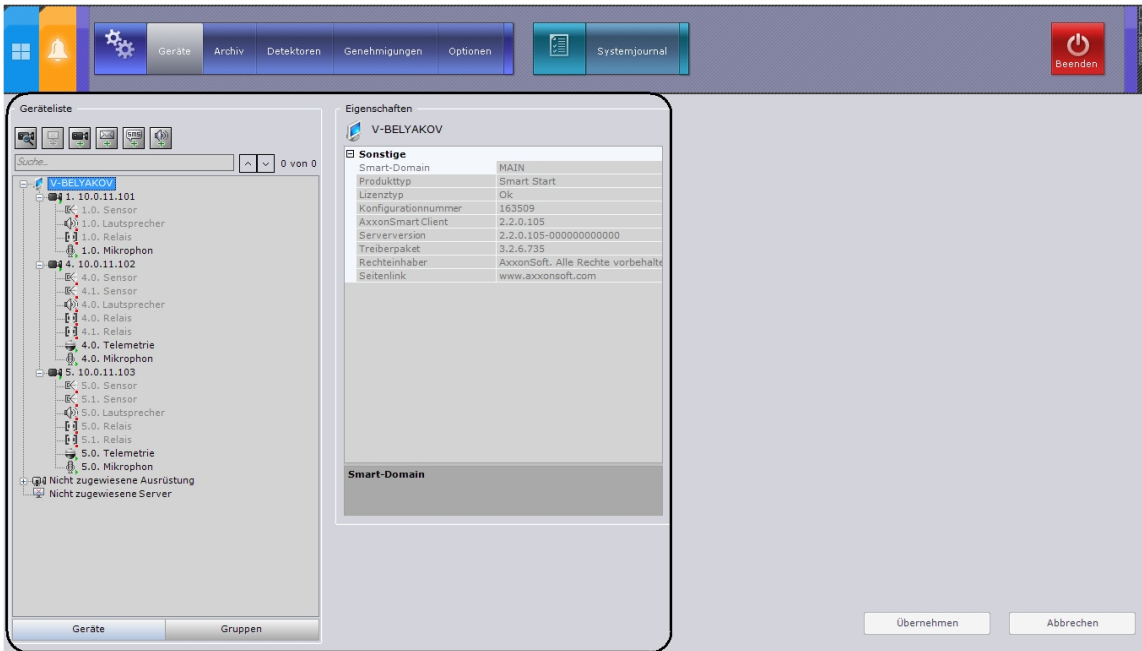 Geräte
Archiv
Detektoren
Genehmigungen
Optionen
Systemjournal
Beenden
Geräteliste
SMS
Suche...
0 von 0
V-BELYAKOV
1. 10.0.11.101
1.0. Sensor
1.0. Lautsprecher
1.0. Relais
1.0. Mikrophon
4. 10.0.11.102
4.0. Sensor
4.1. Sensor
4.0. Lautsprecher
4.0. Relais
4.1. Relais
4.0. Telemetrie
4.0. Mikrophon
5. 10.0.11.103
5.0. Sensor
5.1. Sensor
5.0. Lautsprecher
5.0. Relais
5.1. Relais
5.0. Telemetrie
5.0. Mikrophon
Nicht zugewiesene Ausrüstung
Nicht zugewiesene Server
Geräte
Gruppen
Eigenschaften
V-BELYAKOV
Sonstige
Smart-Domain MAIN
Produkttyp Smart Start
Lizenztyp Ok
Konfigurationnummer 163509
AxxonSmart Client 2.2.0.105
Serverversion 2.2.0.105-000000000000
Treiberpaket 3.2.6.735
Rechteinhaber AxxonSoft. Alle Rechte vorbehalte
Seitenlink www.axxonsoft.com
Smart-Domain
Übernehmen
Abbrechen